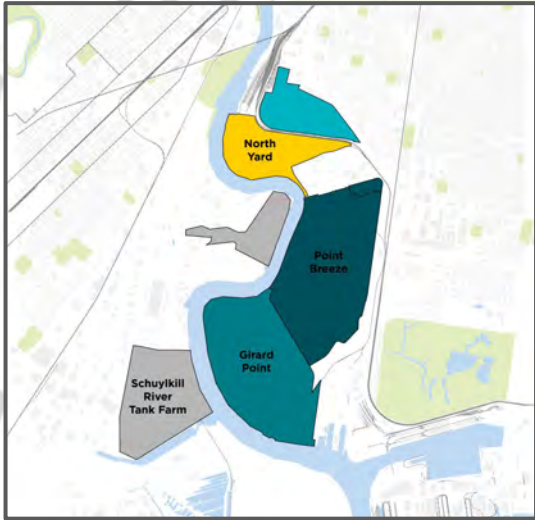 North
Yard
Point
Breeze
Girard
Point
Schuylkill
River
Tank Farm